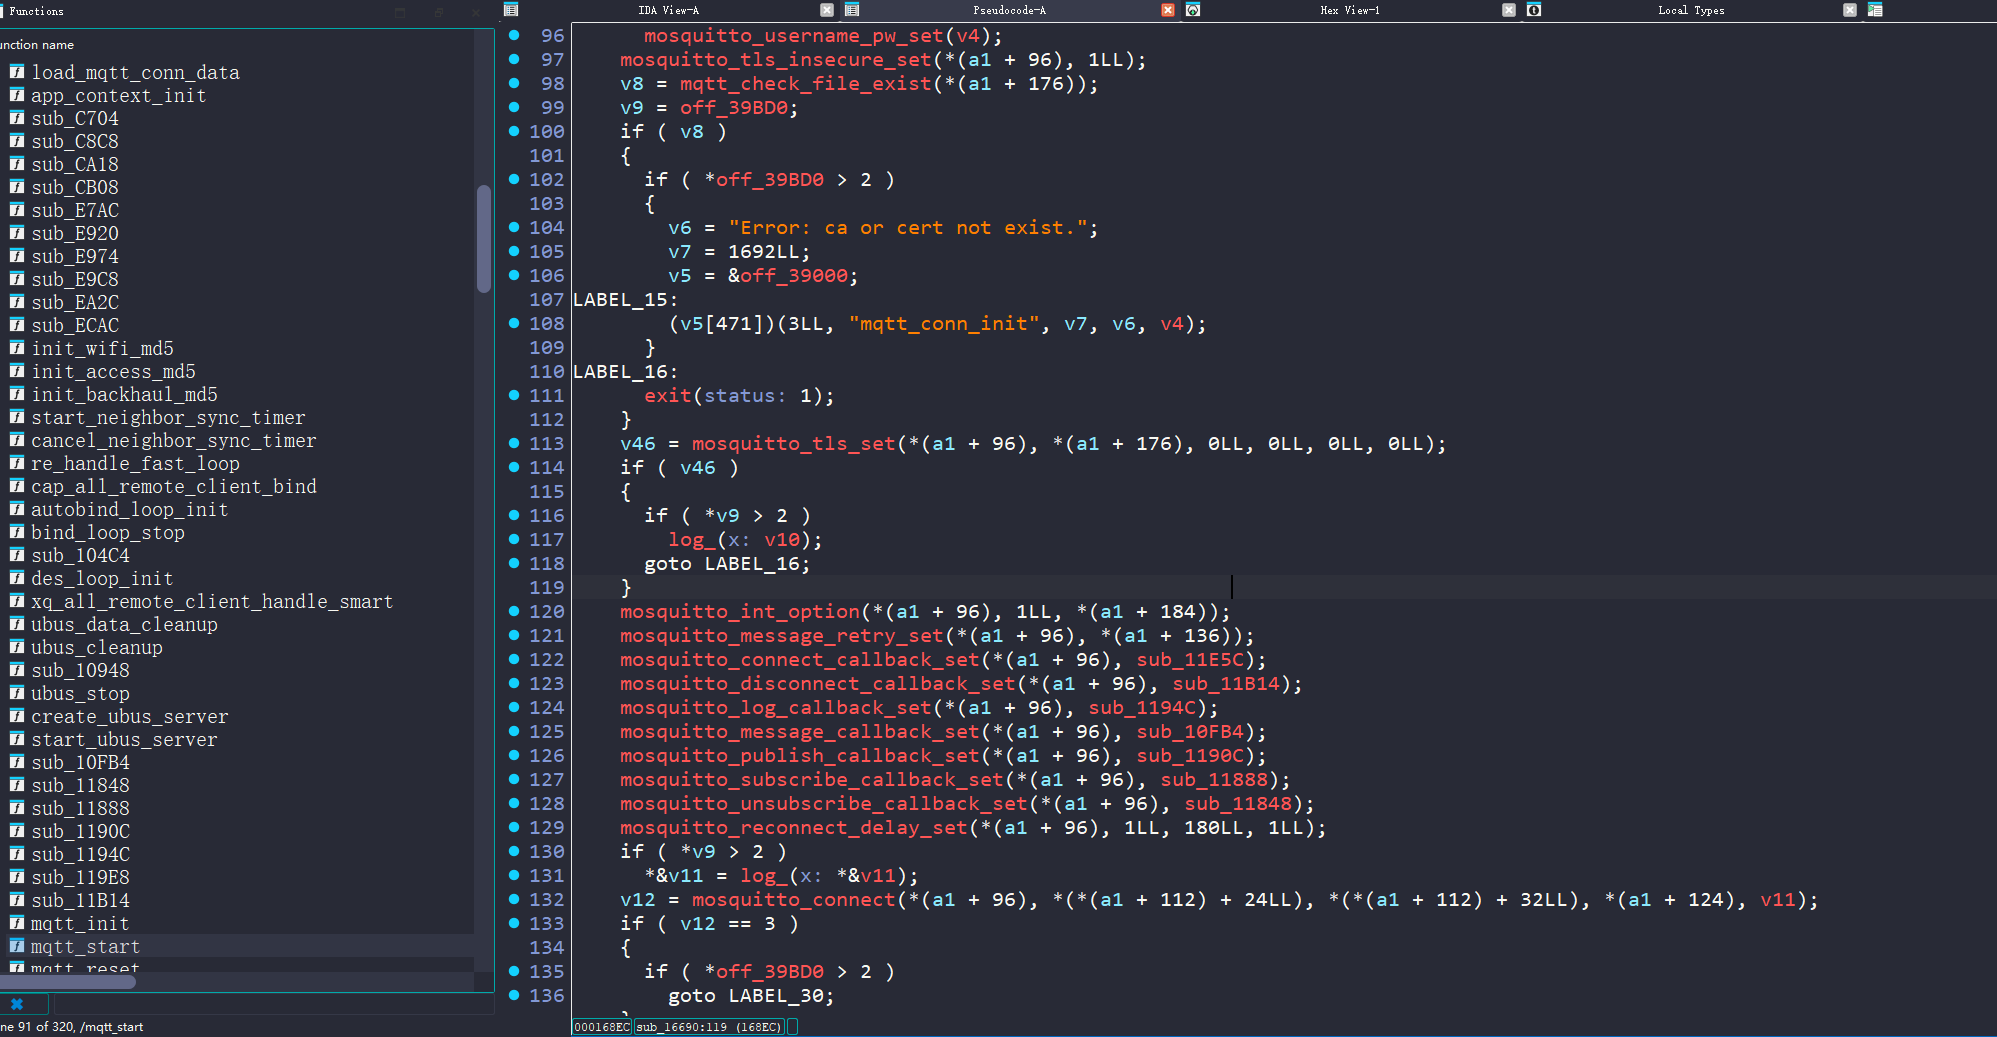 Functions
unction name
load_mqtt_conn_data
app_context_init
sub_C704
sub_C8C8
sub_CA18
sub_CB08
sub_E7AC
sub_E920
sub_E974
sub_E9C8
sub_EA2C
sub_ECAC
init_wifi_md5
init_access_md5
init_backhaul_md5
start_neighbor_sync_timer
cancel_neighbor_sync_timer
re_handle_fast_loop
cap_all_remote_client_bind
autobind_loop_init
bind_loop_stop
sub_104C4
des_loop_init
xq_all_remote_client_handle_smart
ubus_data_cleanup
ubus_cleanup
sub_10948
ubus_stop
create_ubus_server
start_ubus_server
sub_10FB4
sub_11848
sub_11888
sub_1190C
sub_1194C
sub_119E8
sub_11B14
mqtt_init
mqtt_start
mqtt_reset
ne 91 of 320, /mqtt_start
IDA View-A
Pseudocode-A
Hex View-1
Local Types
96 mosquitto_username_pw_set(v4);
97 mosquitto_tls_insecure_set(*(a1 + 96), 1LL);
98 v8 = mqtt_check_file_exist(*(a1 + 176));
99 v9 = off_39BD0;
100 if ( v8 )
101 {
102 if ( *off_39BD0 > 2 )
103 {
104 v6 = "Error: ca or cert not exist.";
105 v7 = 1692LL;
106 v5 = &off_39000;
107 LABEL_15:
108 (v5[471])(3LL, "mqtt_conn_init", v7, v6, v4);
109 }
110 LABEL_16:
111 exit(status: 1);
112 }
113 v46 = mosquitto_tls_set(*(a1 + 96), *(a1 + 176), 0LL, 0LL, 0LL, 0LL);
114 if ( v46 )
115 {
116 if ( *v9 > 2 )
117 log_(x: v10);
118 goto LABEL_16;
119 }
120 mosquitto_int_option(*(a1 + 96), 1LL, *(a1 + 184));
121 mosquitto_message_retry_set(*(a1 + 96), *(a1 + 136));
122 mosquitto_connect_callback_set(*(a1 + 96), sub_11E5C);
123 mosquitto_disconnect_callback_set(*(a1 + 96), sub_11B14);
124 mosquitto_log_callback_set(*(a1 + 96), sub_1194C);
125 mosquitto_message_callback_set(*(a1 + 96), sub_10FB4);
126 mosquitto_publish_callback_set(*(a1 + 96), sub_1190C);
127 mosquitto_subscribe_callback_set(*(a1 + 96), sub_11888);
128 mosquitto_unsubscribe_callback_set(*(a1 + 96), sub_11848);
129 mosquitto_reconnect_delay_set(*(a1 + 96), 1LL, 180LL, 1LL);
130 if ( *v9 > 2 )
131 *&v11 = log_(x: *&v11);
132 v12 = mosquitto_connect(*(a1 + 96), *(*(a1 + 112) + 24LL), *(*(a1 + 112) + 32LL), *(a1 + 124), v11);
133 if ( v12 == 3 )
134 {
135 if ( *off_39BD0 > 2 )
136 goto LABEL_30;
000168EC sub_16690:119 (168EC)